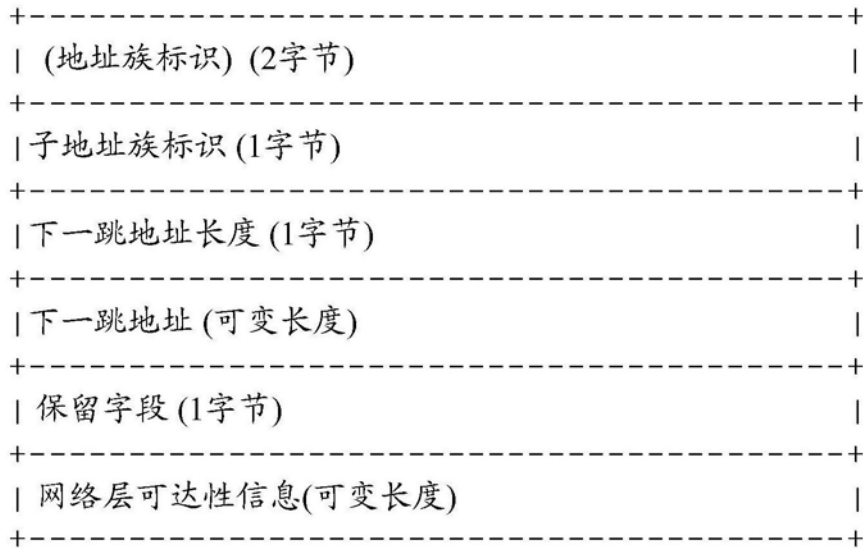 (地址族标识) (2字节)
子地址族标识 (1字节)
下一跳地址长度 (1字节)
下一跳地址 (可变长度)
保留字段 (1字节)
网络层可达性信息(可变长度)